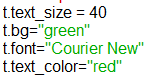 t.text_size = 40
t.bg="green"
t.font="Courier New"
t.text_color="red"